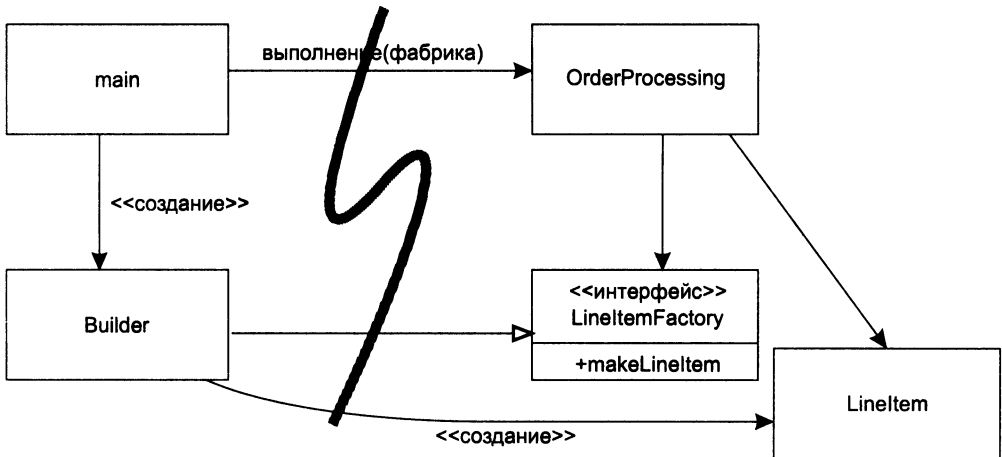 main
выполнение(фабрика)
OrderProcessing
<<создание>>
Builder
<<интерфейс>>
LineItemFactory
+makeLineItem
LineItem
<<создание>>